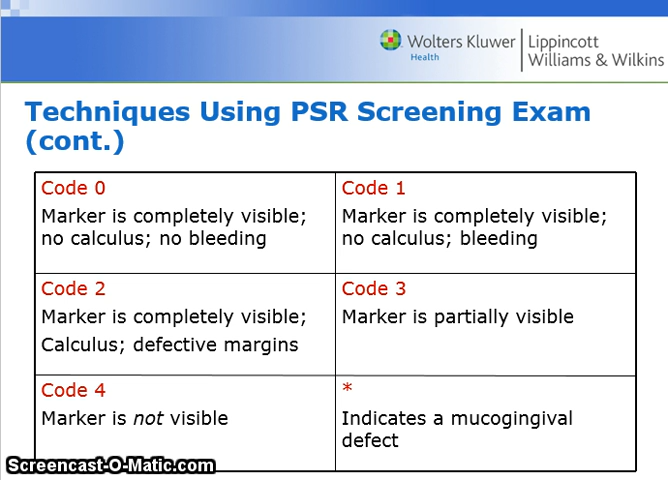 Wolters Kluwer
Health
Lippincott
Williams & Wilkins
Techniques Using PSR Screening Exam
(cont.)
Code 0
Marker is completely visible;
no calculus; no bleeding
Code 1
Marker is completely visible;
no calculus; bleeding
Code 2
Marker is completely visible;
Calculus; defective margins
Code 3
Marker is partially visible
Code 4
Marker is not visible
*
Indicates a mucogingival
defect
Screencast-O-Matic.com